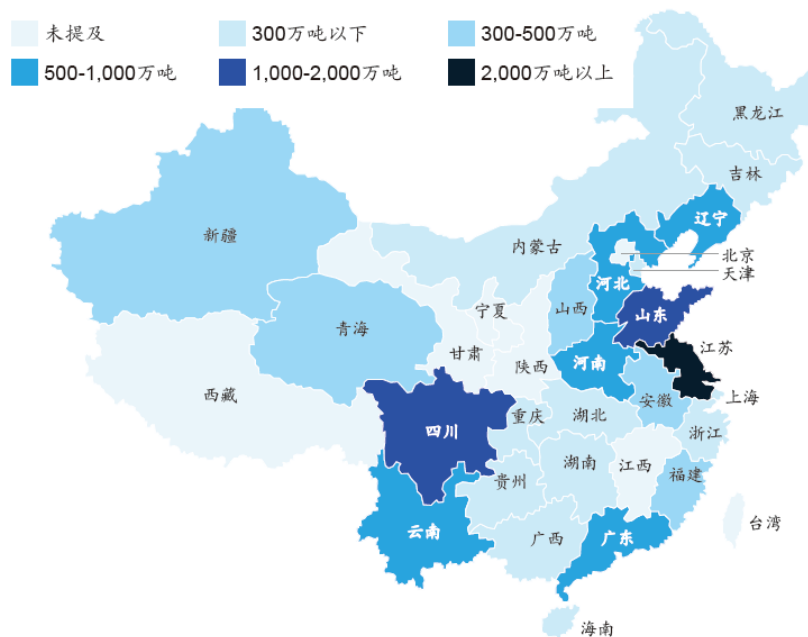 未提及
300万吨以下
300-500万吨
500-1,000万吨
1,000-2,000万吨
2,000万吨以上
黑龙江
吉林
辽宁
新疆
内蒙古
北京
天津
河北
山西
宁夏
山东
青海
江苏
甘肃
陕西
河南
西藏
安徽
上海
重庆
湖北
四川
浙江
湖南
江西
贵州
福建
台湾
云南
广西
广东
海南